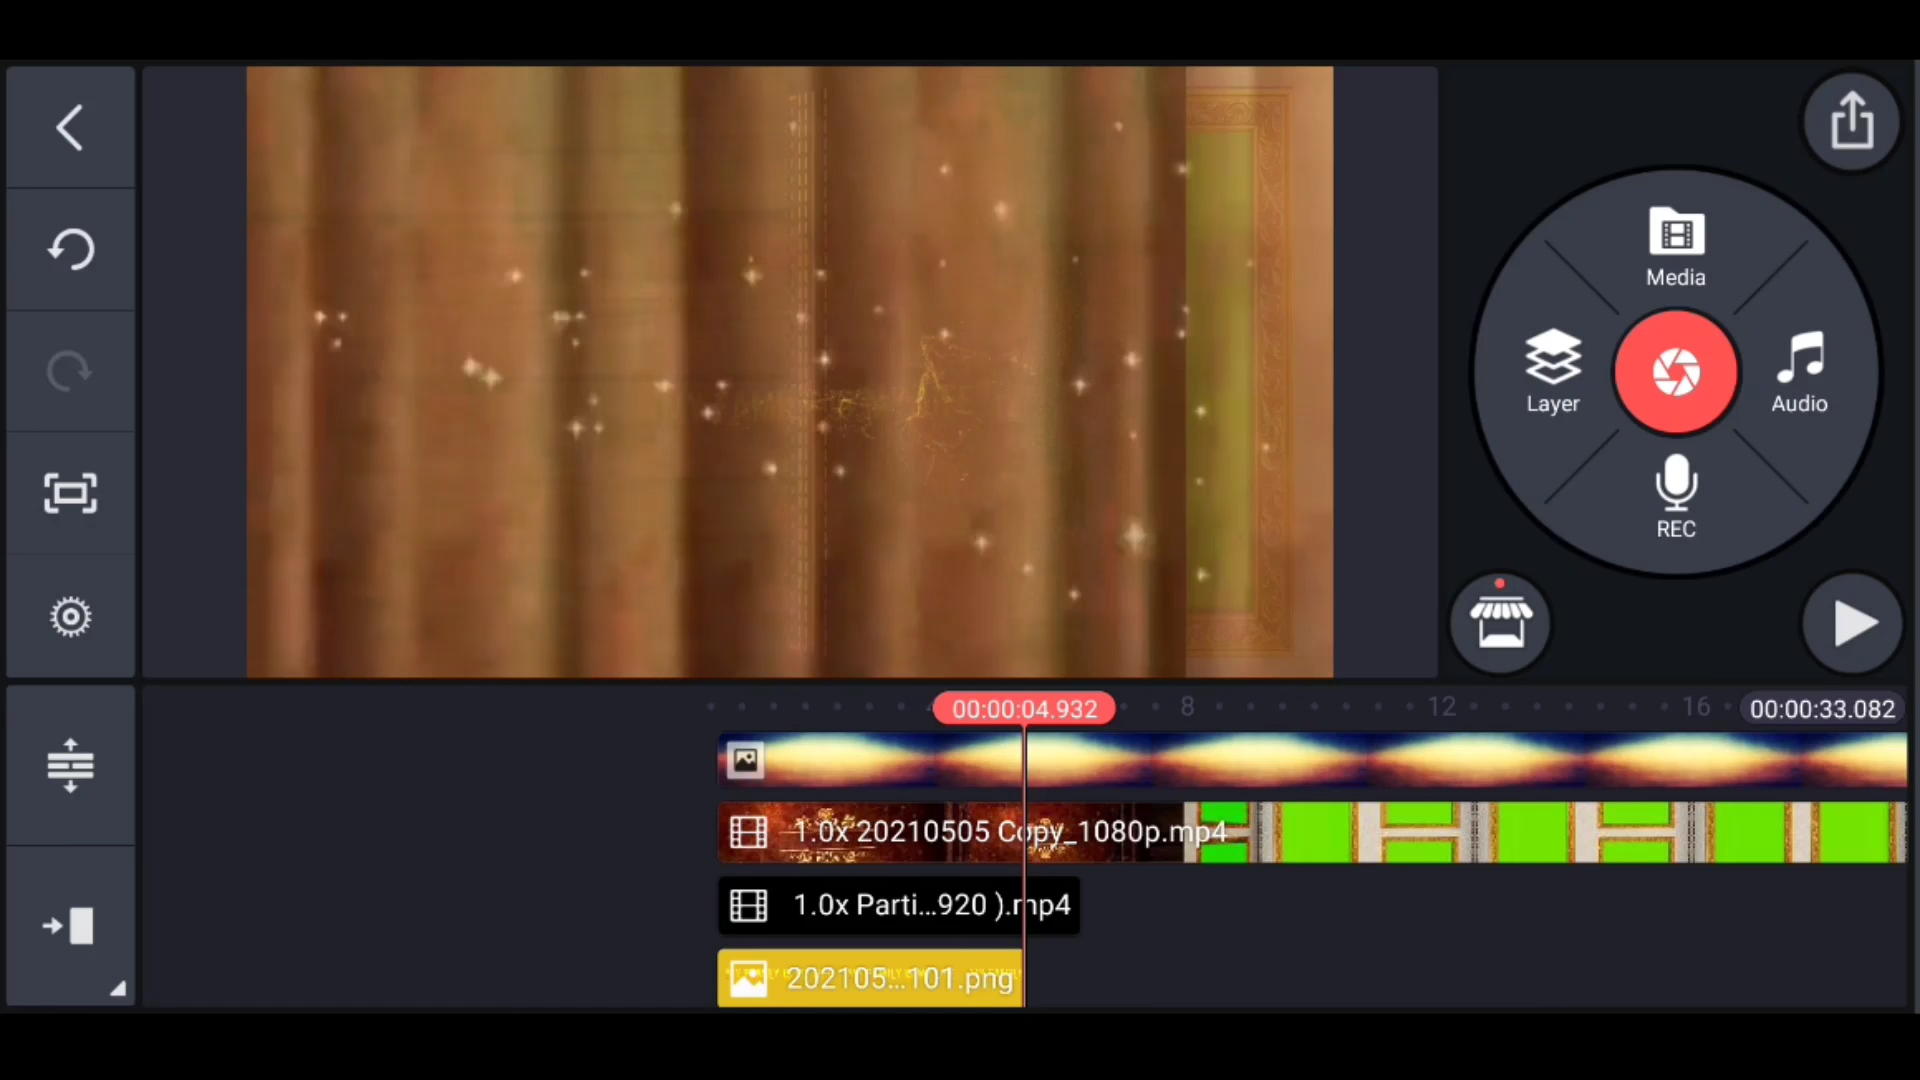 Media
Layer
Audio
REC
00:00:04.932
8
12
16
00:00:33.082
1.0x 20210505 Copy_1080p.mp4
1.0x Parti...920 ).mp4
202105...101.png